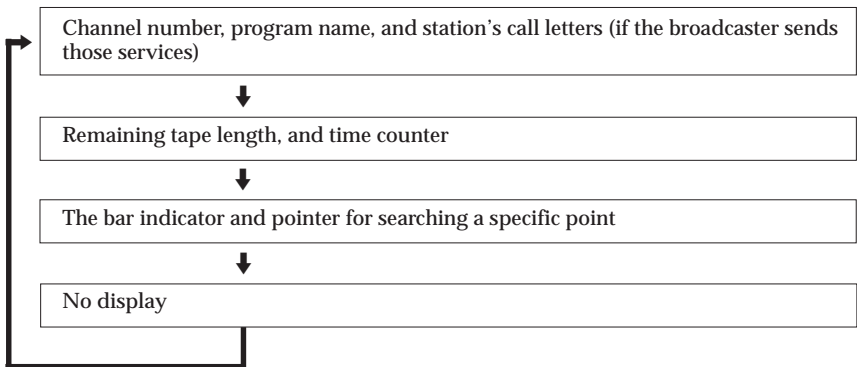 Channel number, program name, and station’s call letters (if the broadcaster sends
those services)
Remaining tape length, and time counter
The bar indicator and pointer for searching a specific point
No display